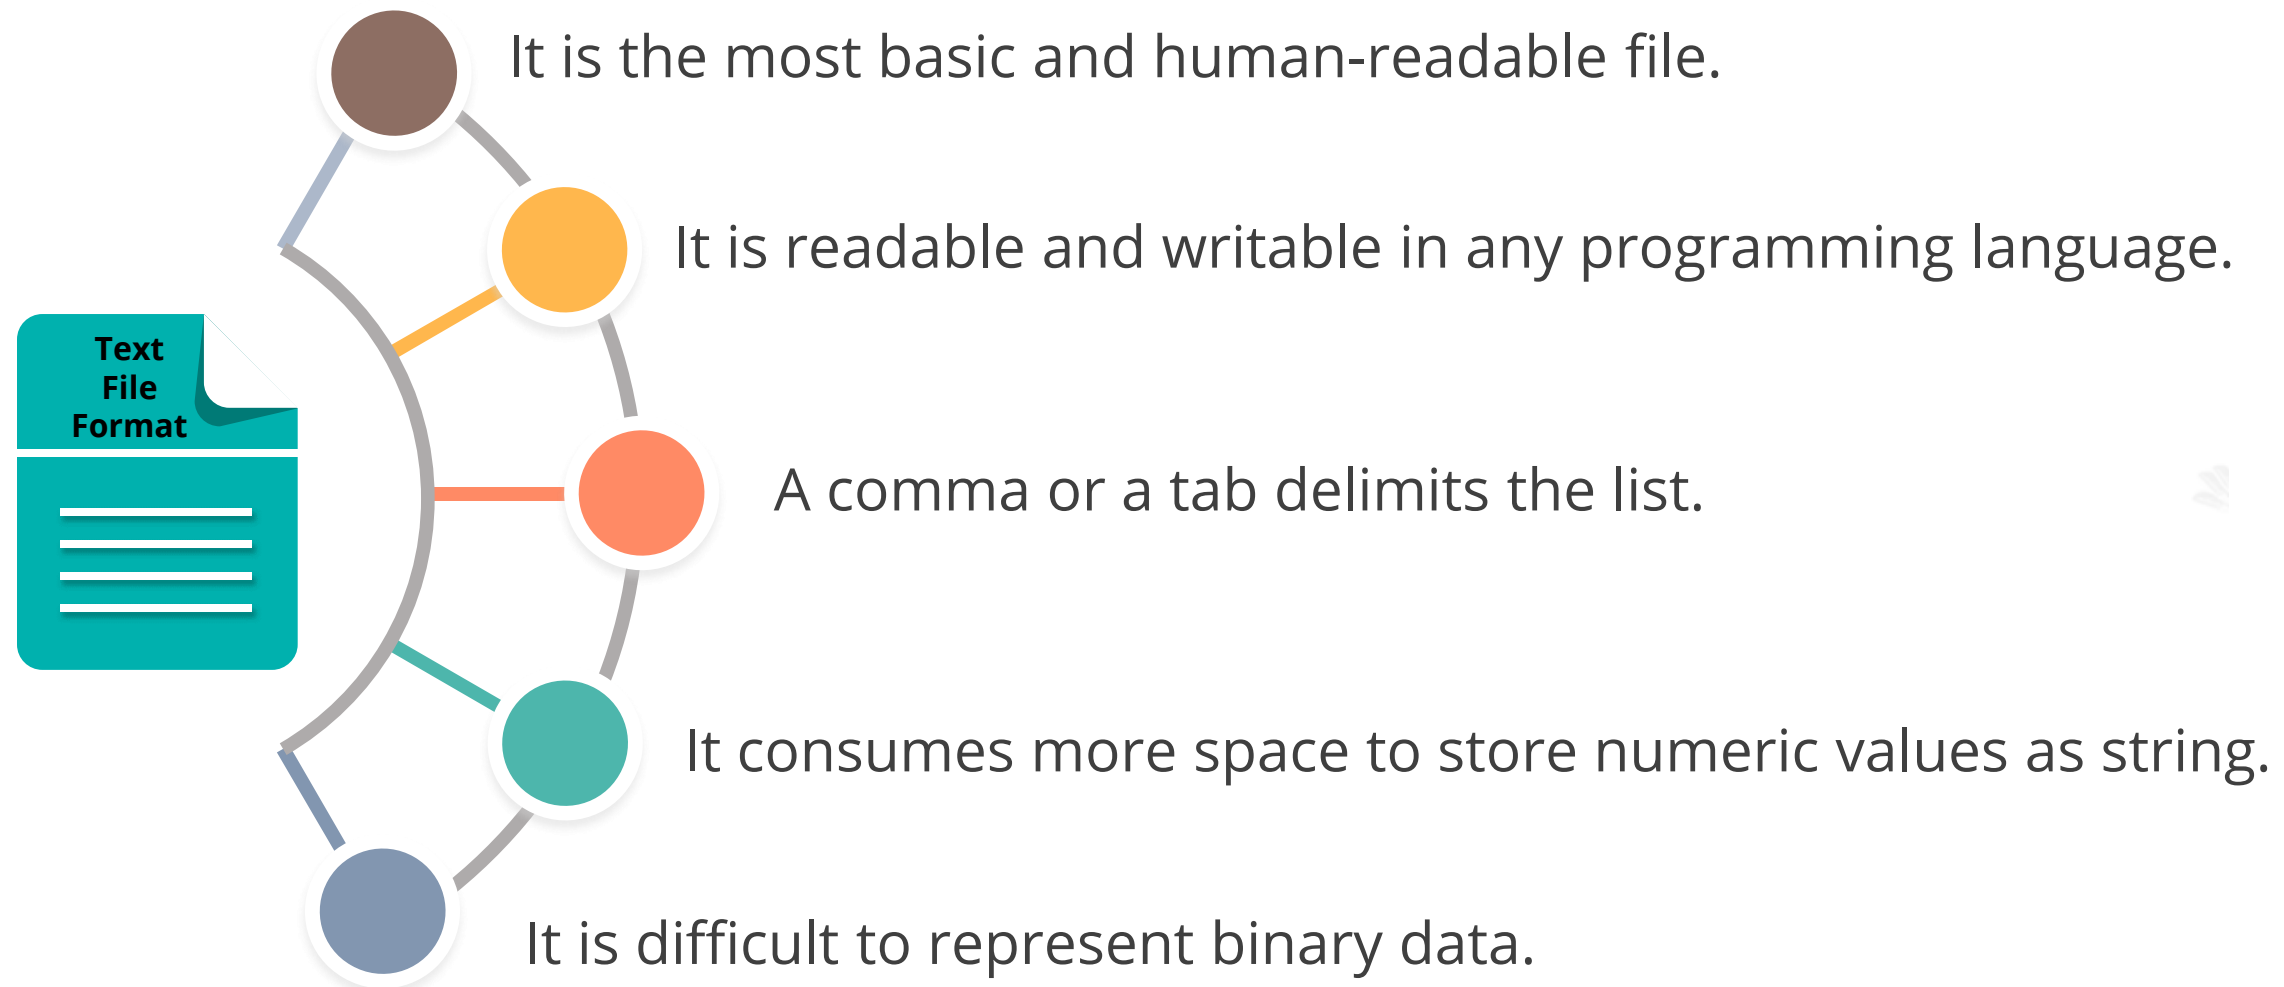 It is the most basic and human-readable file.
It is readable and writable in any programming language.
Text
File
Format
A comma or a tab delimits the list.
It consumes more space to store numeric values as string.
It is difficult to represent binary data.